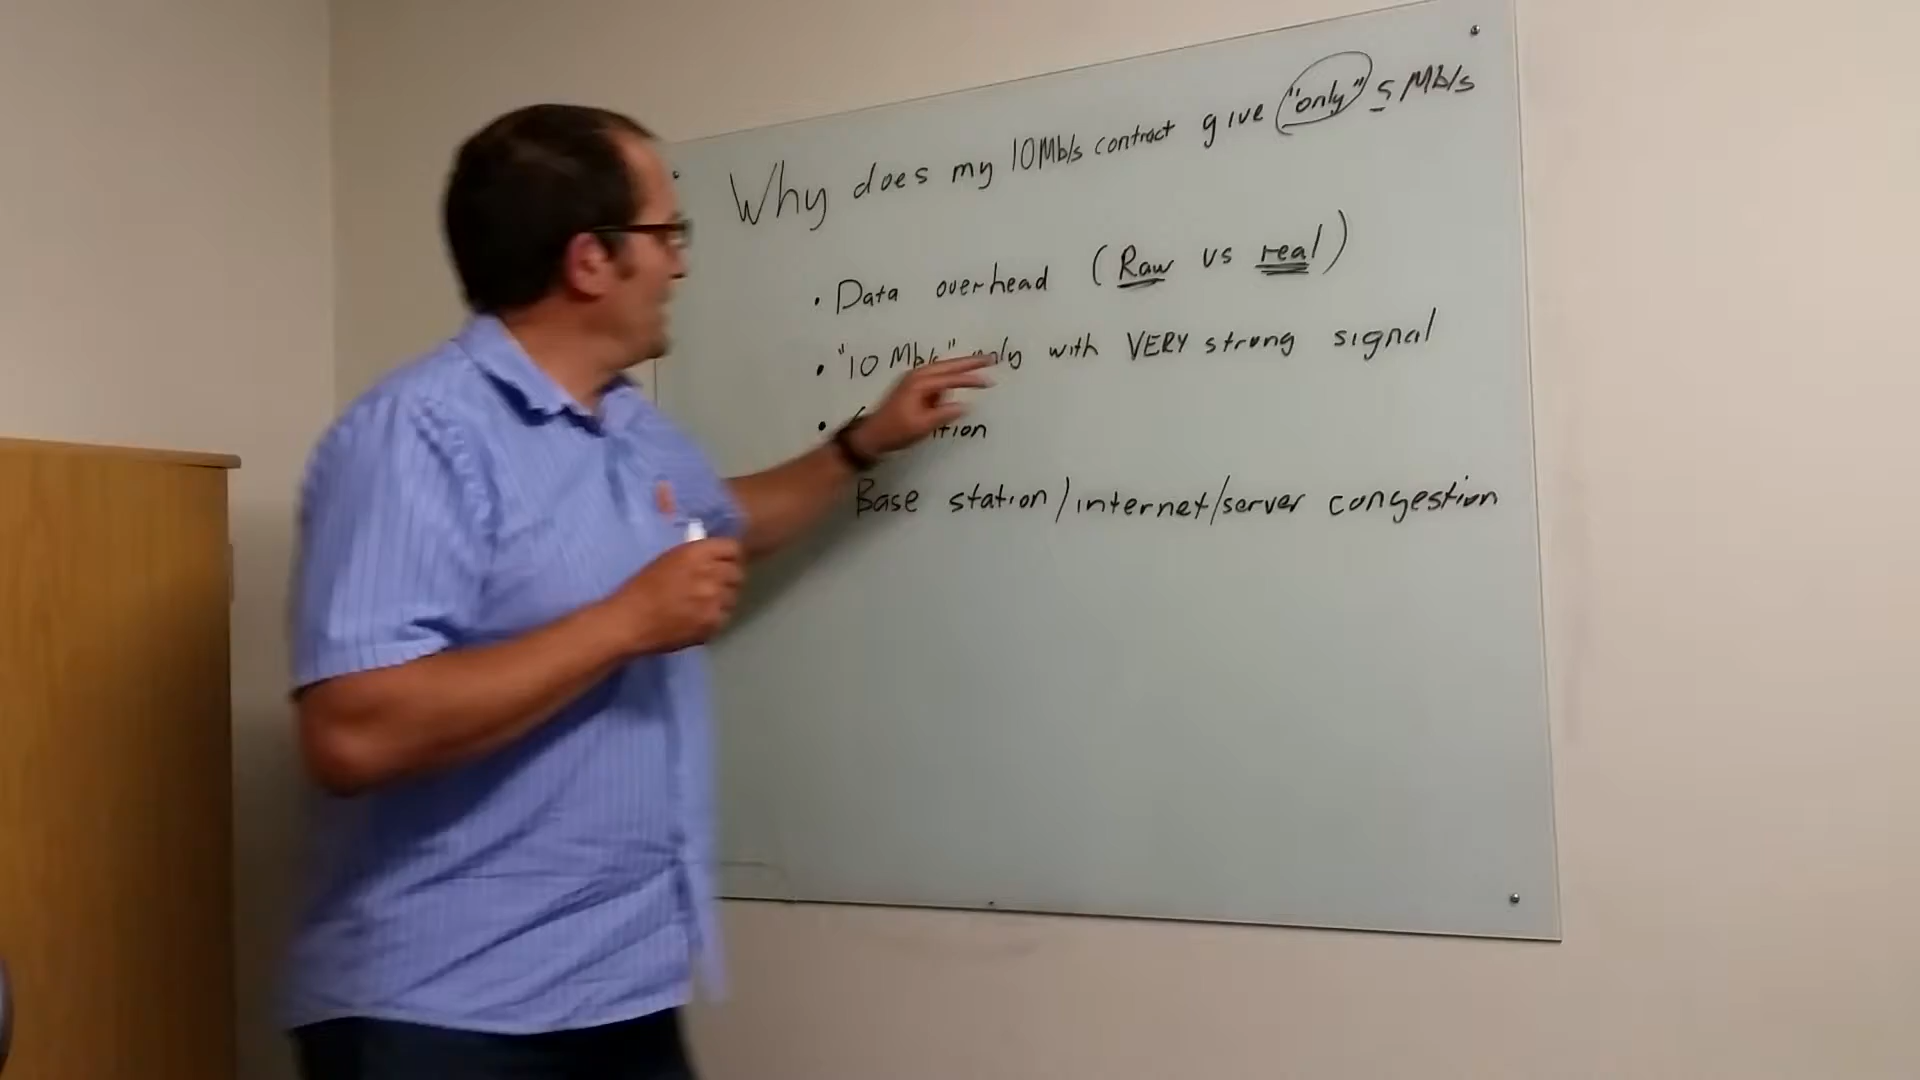 Why does my 10Mb/s contract give "only" 5 Mb/s
• Data overhead (Raw vs real)
• "10 Mb/s" only with VERY strong signal
•
Base station/internet/server congestion